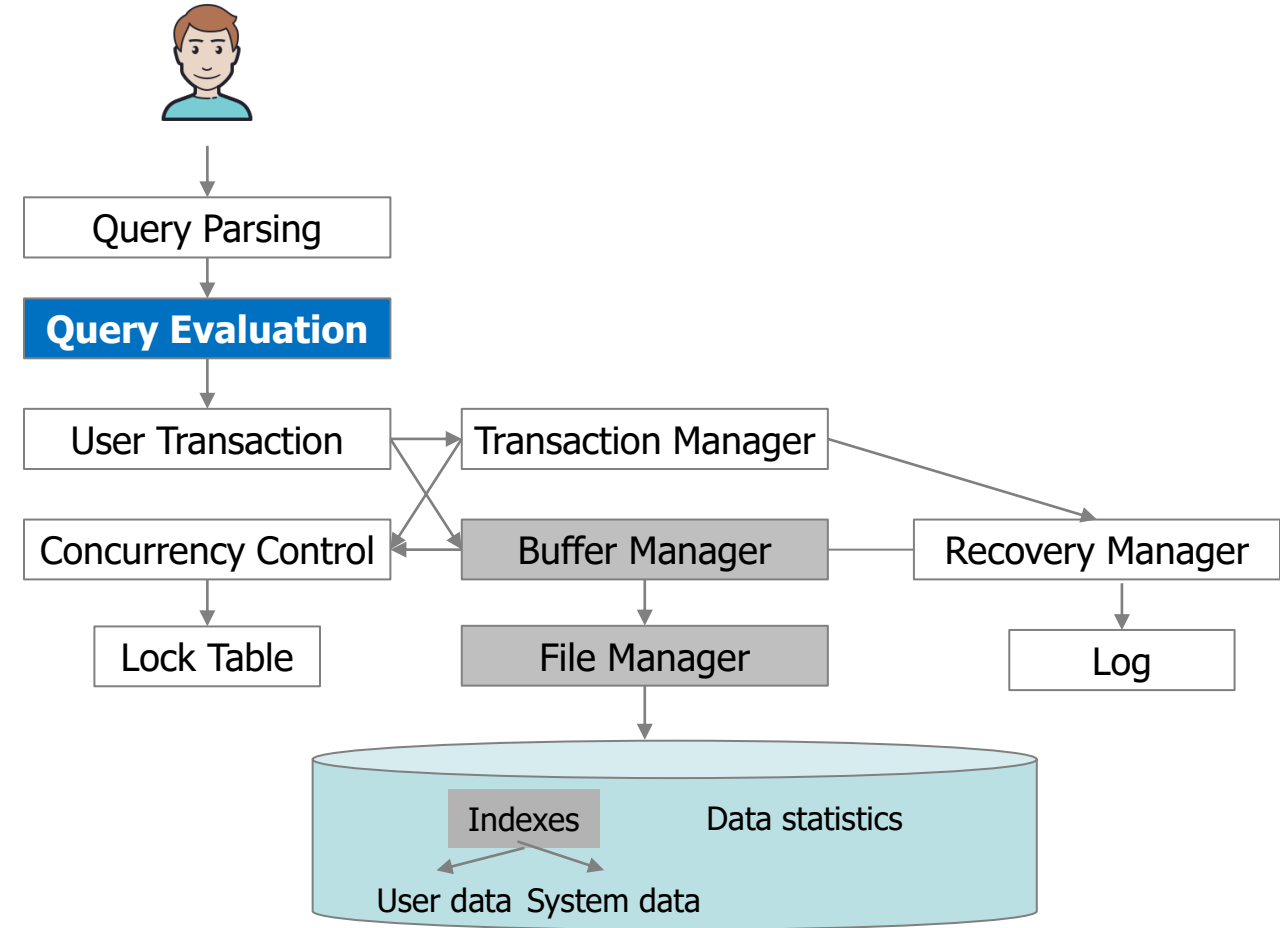 Query Parsing
Query Evaluation
User Transaction
Transaction Manager
Concurrency Control
Buffer Manager
Recovery Manager
Lock Table
File Manager
Log
Indexes
Data statistics
User data
System data